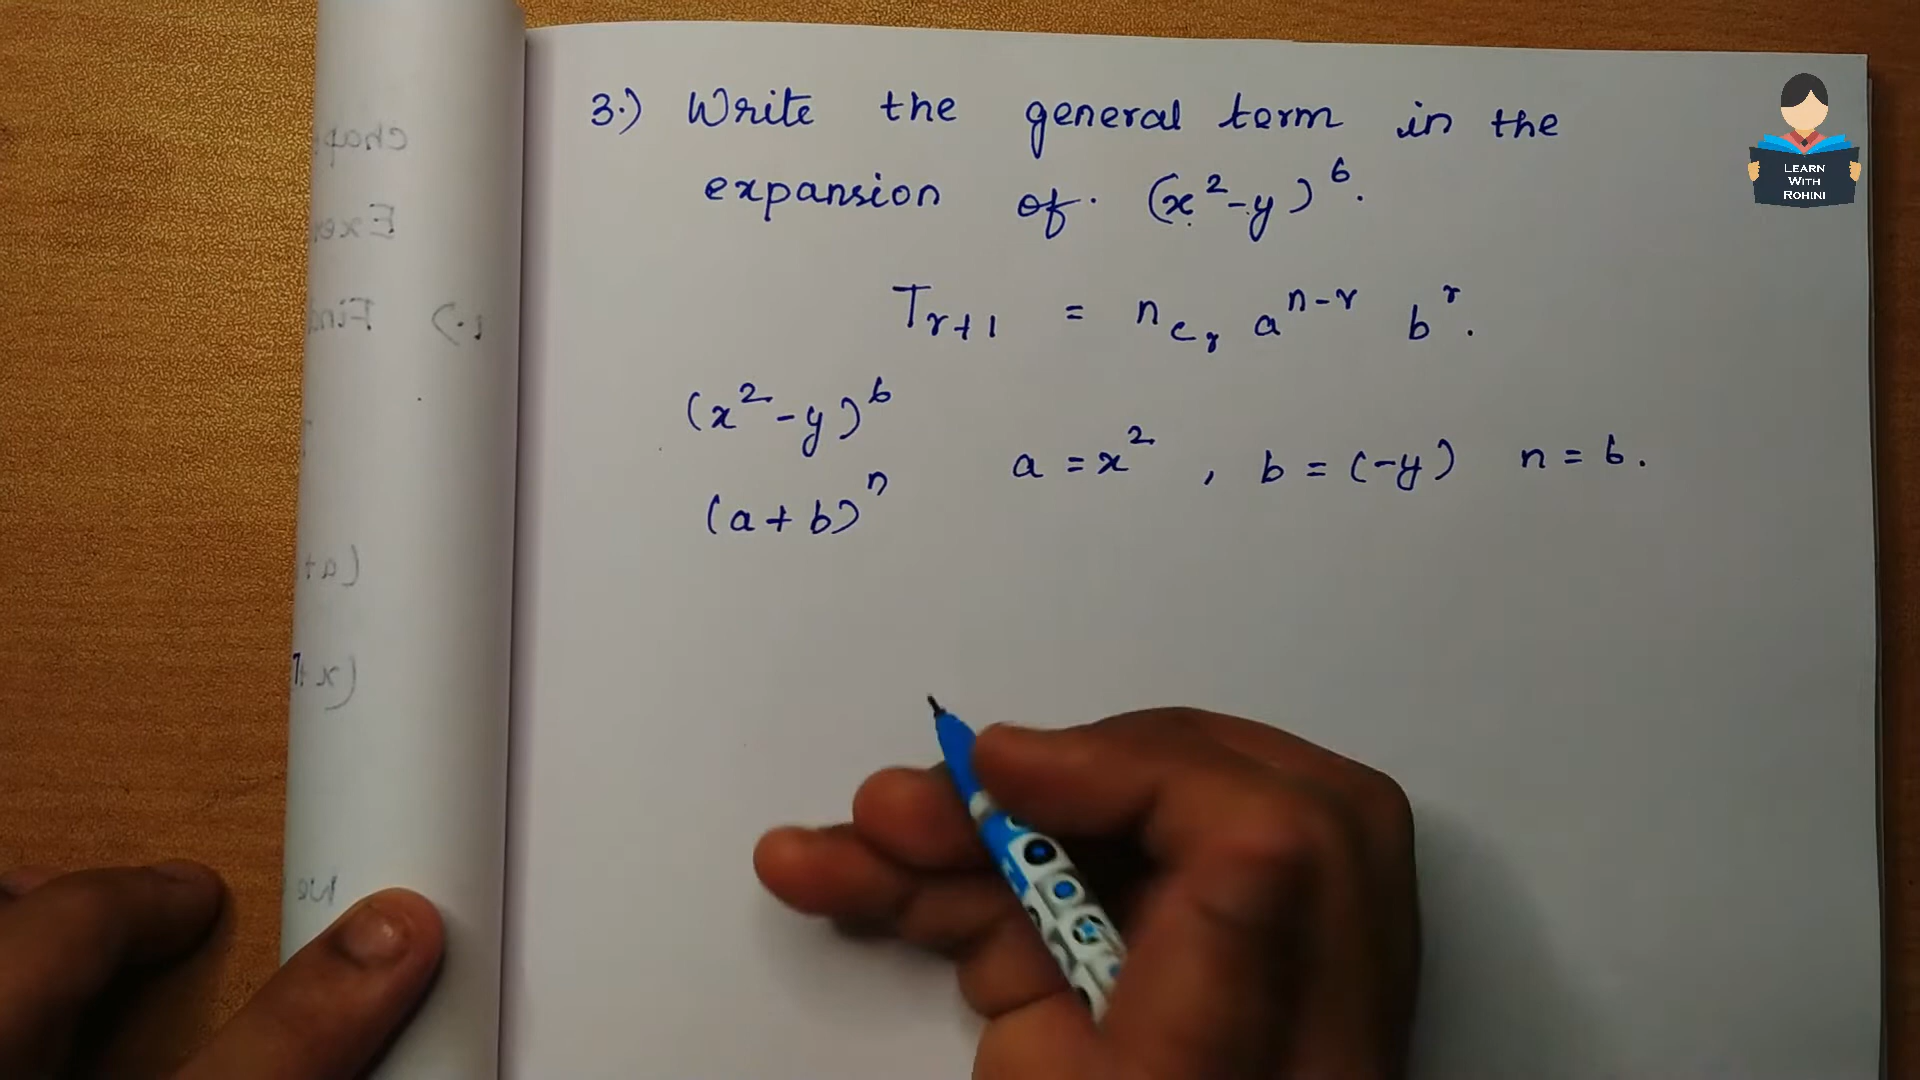 3.) Write the general term in the
expansion of. (x² - y)⁶.
Tᵣ₊₁ = n cᵣ aⁿ⁻ʳ bʳ.
(x² - y)⁶
a = x² , b = (-y) n = 6.
(a + b)ⁿ
LEARN
WITH
ROHINI